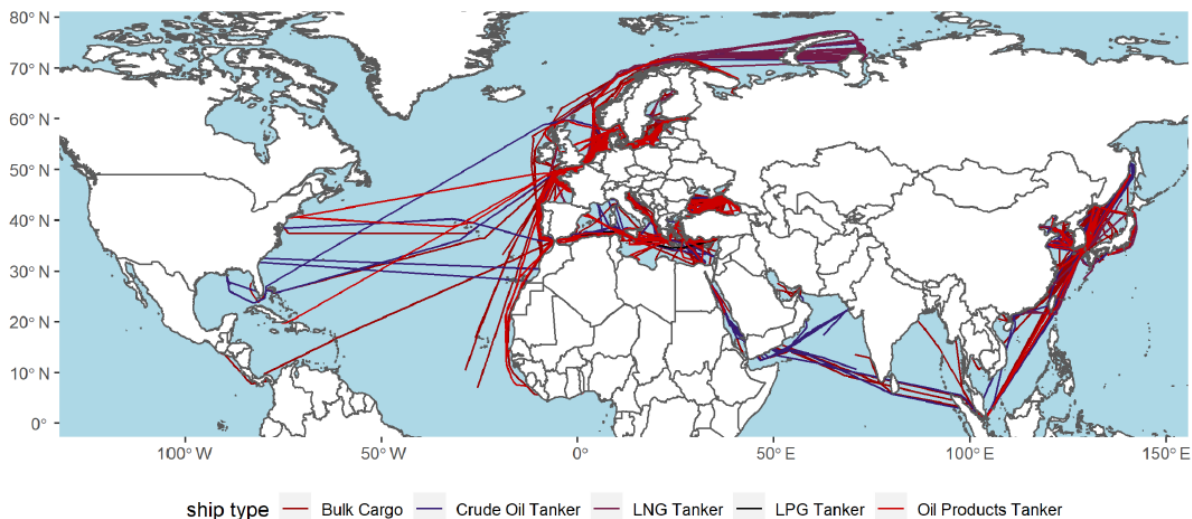 80° N
70° N
60° N
50° N
40° N
30° N
20° N
10° N
0°
100°W
50°W
0°
50°E
100°E
150°E
ship type Bulk Cargo Crude Oil Tanker LNG Tanker LPG Tanker Oil Products Tanker